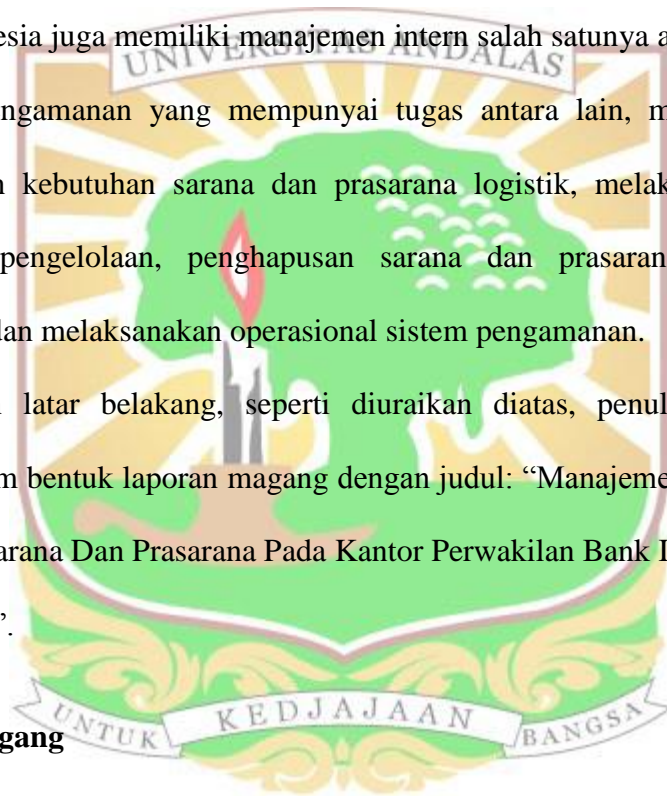 esia juga memiliki manajemen intern salah satunya a
UNIVERSITAS ANDALAS
ngamanan yang mempunyai tugas antara lain, m
n kebutuhan sarana dan prasarana logistik, melak
pengelolaan, penghapusan sarana dan prasaran
dan melaksanakan operasional sistem pengamanan.
latar belakang, seperti diuraikan diatas, penul
m bentuk laporan magang dengan judul: “Manajeme
arana Dan Prasarana Pada Kantor Perwakilan Bank I
”.
UNTUK KEDJAJAAN BANGSA
gang